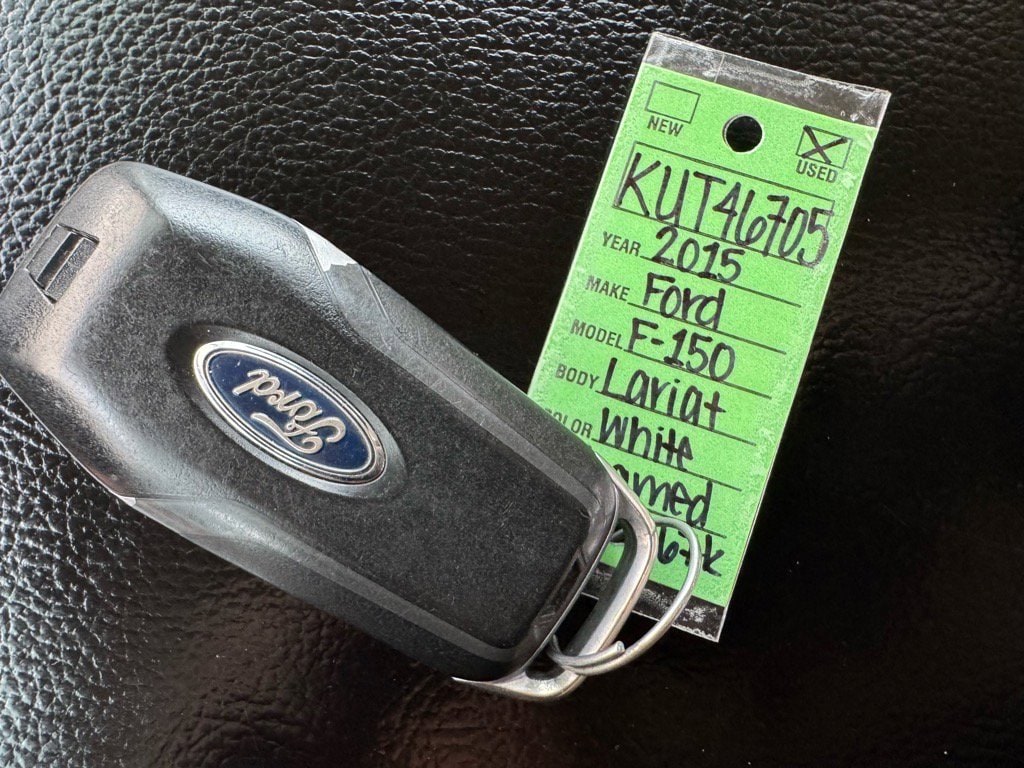 NEW
USED
KUT46705
YEAR 2015
MAKE Ford
MODEL F-150
BODY Lariat
White
Ford